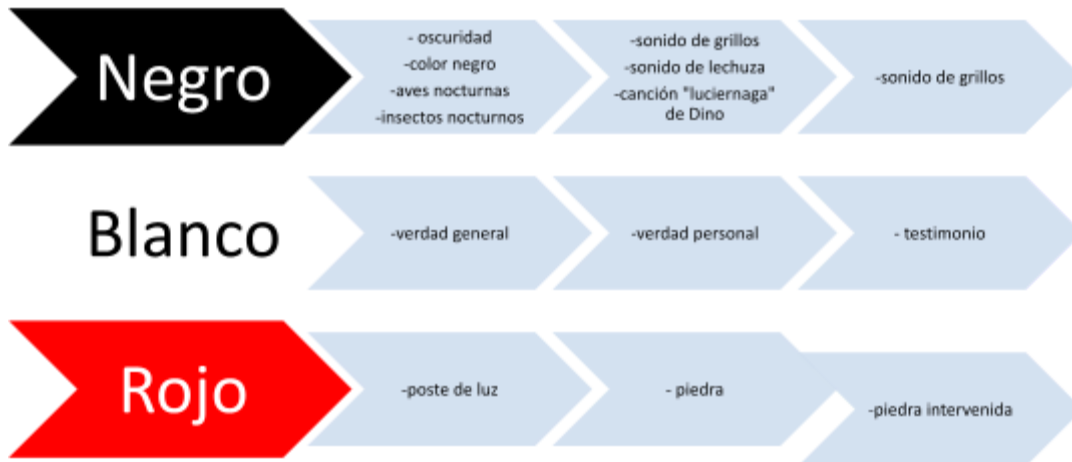 Negro
- oscuridad
-color negro
-aves nocturnas
-insectos nocturnos
-sonido de grillos
-sonido de lechuza
-canción "luciernaga"
de Dino
-sonido de grillos
Blanco
-verdad general
-verdad personal
- testimonio
Rojo
-poste de luz
- piedra
-piedra intervenida